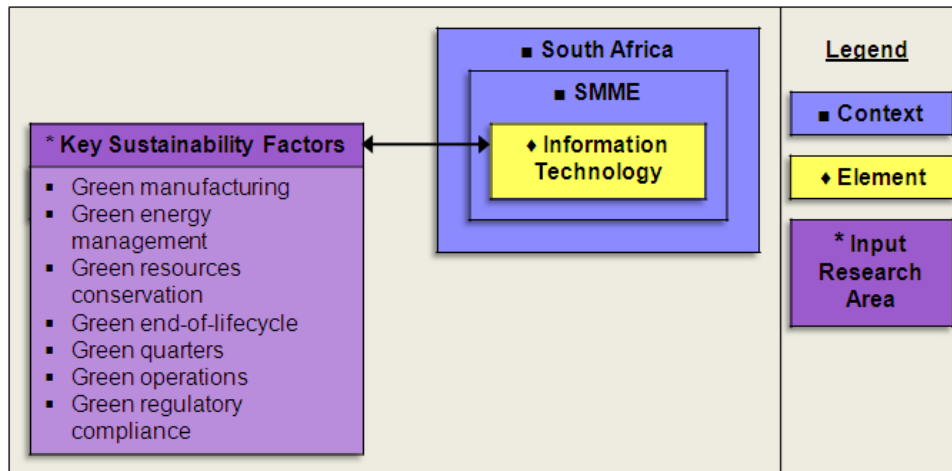 ■ South Africa
■ SMME
♦ Information
Technology
* Key Sustainability Factors
▪ Green manufacturing
▪ Green energy
management
▪ Green resources
conservation
▪ Green end-of-lifecycle
▪ Green quarters
▪ Green operations
▪ Green regulatory
compliance
Legend
■ Context
♦ Element
* Input
Research
Area